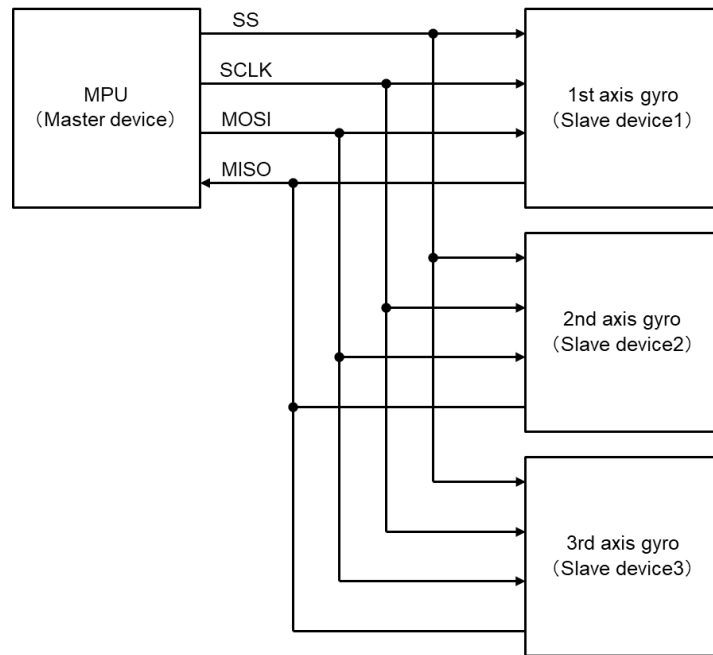 SS
SCLK
MPU
（Master device）
MOSI
MISO
1st axis gyro
（Slave device1）
2nd axis gyro
（Slave device2）
3rd axis gyro
（Slave device3）